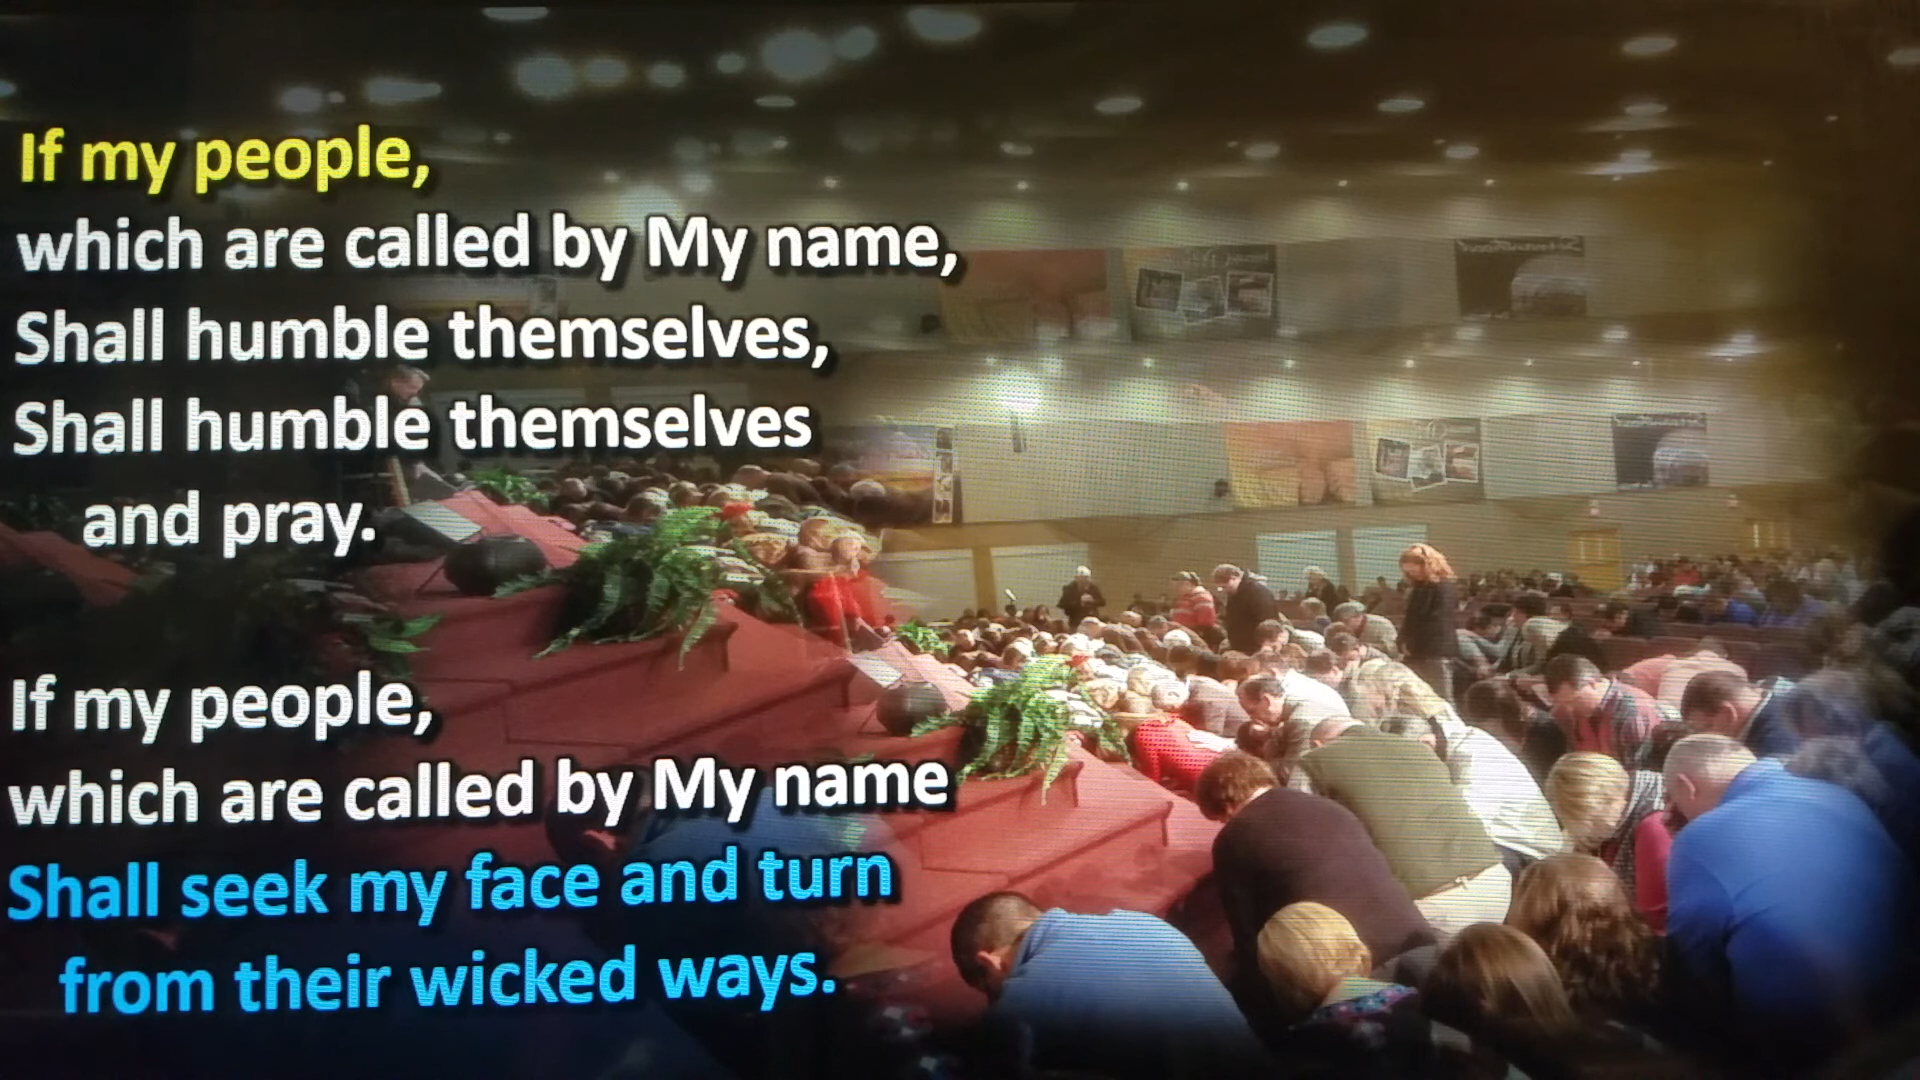 If my people,
which are called by My name,
Shall humble themselves,
Shall humble themselves
and pray.
If my people,
which are called by My name
Shall seek my face and turn
from their wicked ways.